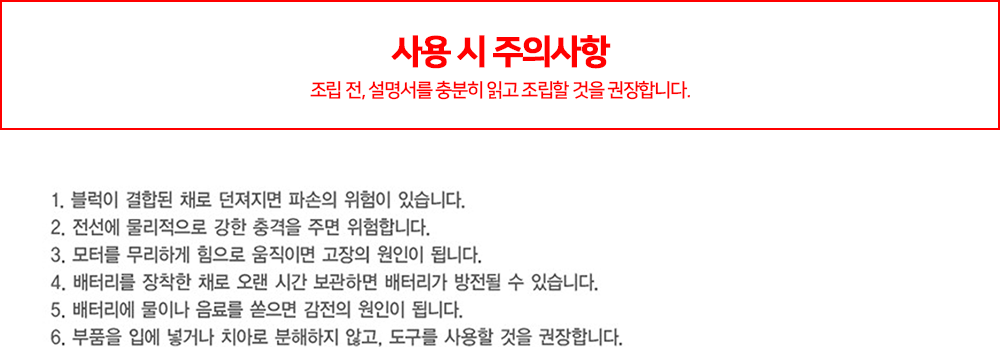 사용 시 주의사항
조립 전, 설명서를 충분히 읽고 조립할 것을 권장합니다.
1. 블럭이 결합된 채로 던져지면 파손의 위험이 있습니다.
2. 전선에 물리적으로 강한 충격을 주면 위험합니다.
3. 모터를 무리하게 힘으로 움직이면 고장의 원인이 됩니다.
4. 배터리를 장착한 채로 오랜 시간 보관하면 배터리가 방전될 수 있습니다.
5. 배터리에 물이나 음료를 쏟으면 감전의 원인이 됩니다.
6. 부품을 입에 넣거나 치아로 분해하지 않고, 도구를 사용할 것을 권장합니다.